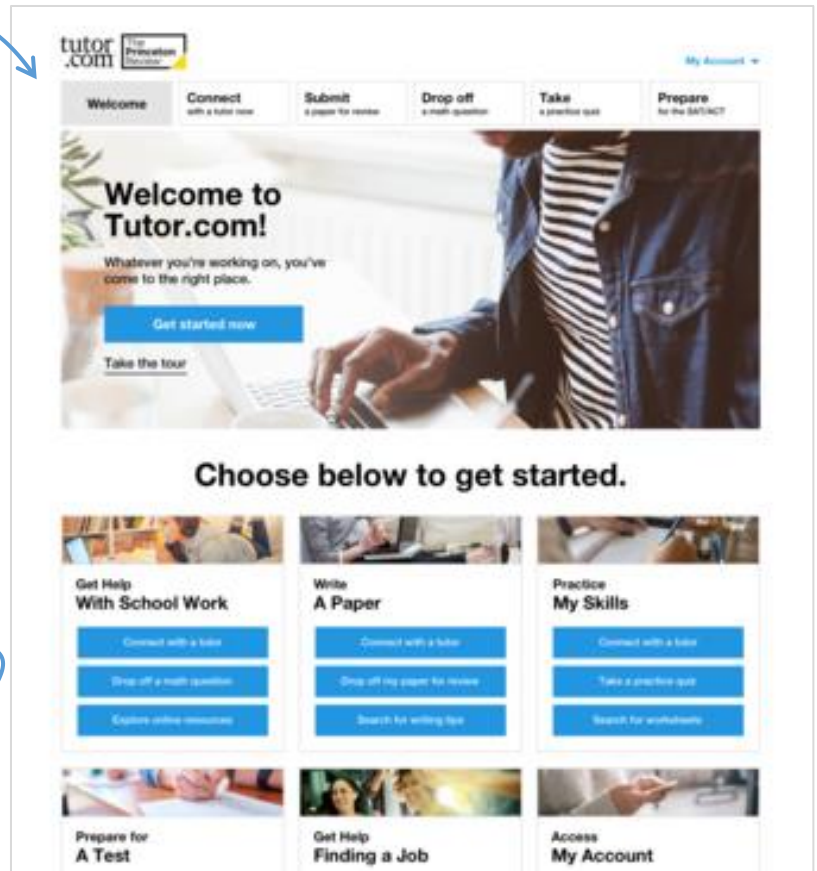 tutor
.com
The
Princeton
Review
My Account
Welcome
Connect
with a tutor now
Submit
a paper for review
Drop off
a math question
Take
a practice quiz
Prepare
for the SAT/ACT
Welcome to
Tutor.com!
Whatever you're working on, you've
come to the right place.
Get started now
Take the tour
Choose below to get started.
Get Help
With School Work
Connect with a tutor
Drop off a math question
Explore online resources
Write
A Paper
Connect with a tutor
Drop off my paper for review
Search for writing tips
Practice
My Skills
Connect with a tutor
Take a practice quiz
Search for worksheets
Prepare for
A Test
Get Help
Finding a Job
Access
My Account